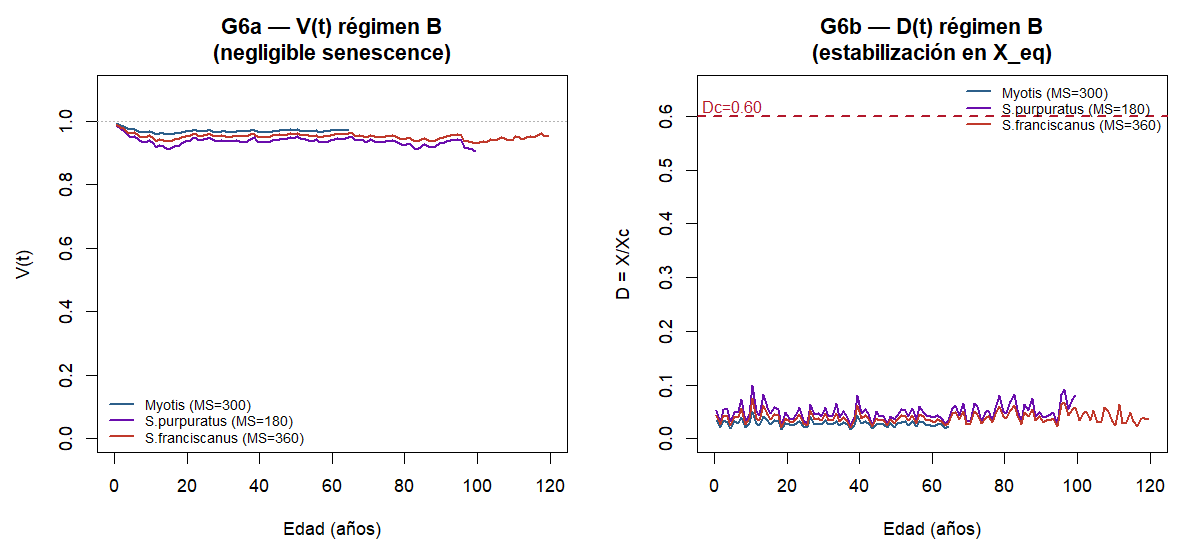 G6a — V(t) régimen B
(negligible senescence)
V(t)
1.0
0.8
0.6
0.4
0.2
0.0
Myotis (MS=300)
S.purpuratus (MS=180)
S.franciscanus (MS=360)
0 20 40 60 80 100 120
Edad (años)
G6b — D(t) régimen B
(estabilización en X_eq)
D = X/Xc
0.6
0.5
0.4
0.3
0.2
0.1
0.0
Dc=0.60
Myotis (MS=300)
S.purpuratus (MS=180)
S.franciscanus (MS=360)
0 20 40 60 80 100 120
Edad (años)